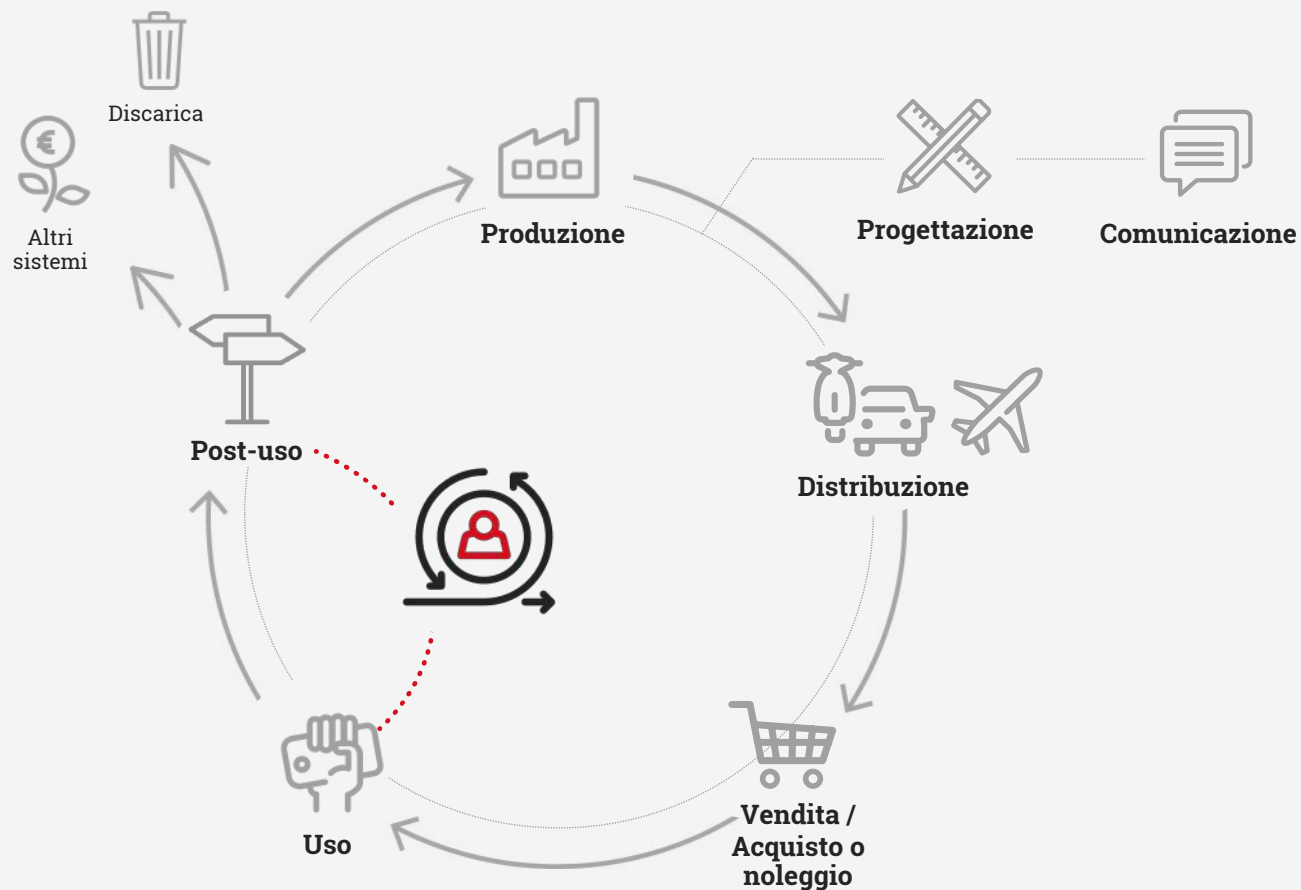 Discarica
Altri
sistemi
Produzione
Progettazione
Comunicazione
Post-uso
Distribuzione
Uso
Vendita /
Acquisto o
noleggio
€